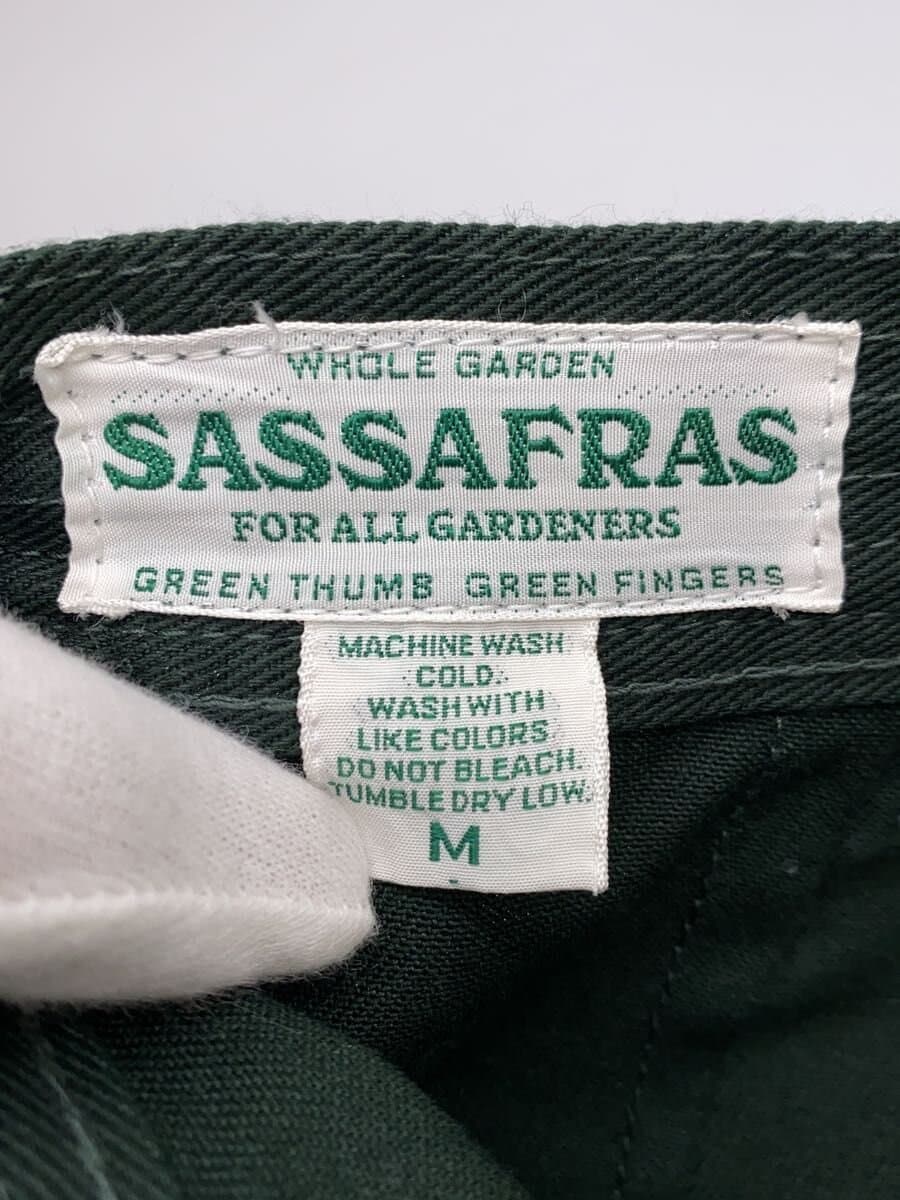 WHOLE GARDEN
SASSAFRAS
FOR ALL GARDENERS
GREEN THUMB GREEN FINGERS
MACHINE WASH
COLD.
WASH WITH
LIKE COLORS
DO NOT BLEACH.
TUMBLE DRY LOW.
M